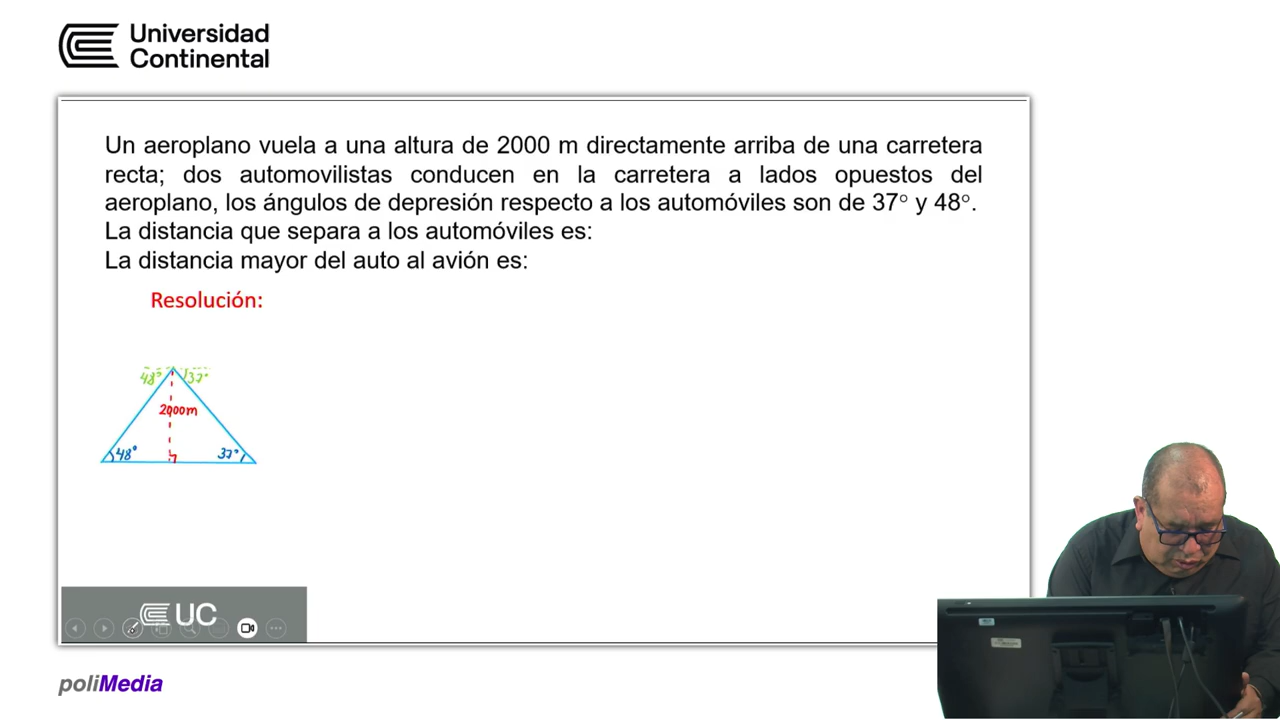 Universidad
Continental
Un aeroplano vuela a una altura de 2000 m directamente arriba de una carretera
recta; dos automovilistas conducen en la carretera a lados opuestos del
aeroplano, los ángulos de depresión respecto a los automóviles son de 37° y 48°.
La distancia que separa a los automóviles es:
La distancia mayor del auto al avión es:
Resolución:
48° 37°
2000m
48° 37°
UC
poliMedia